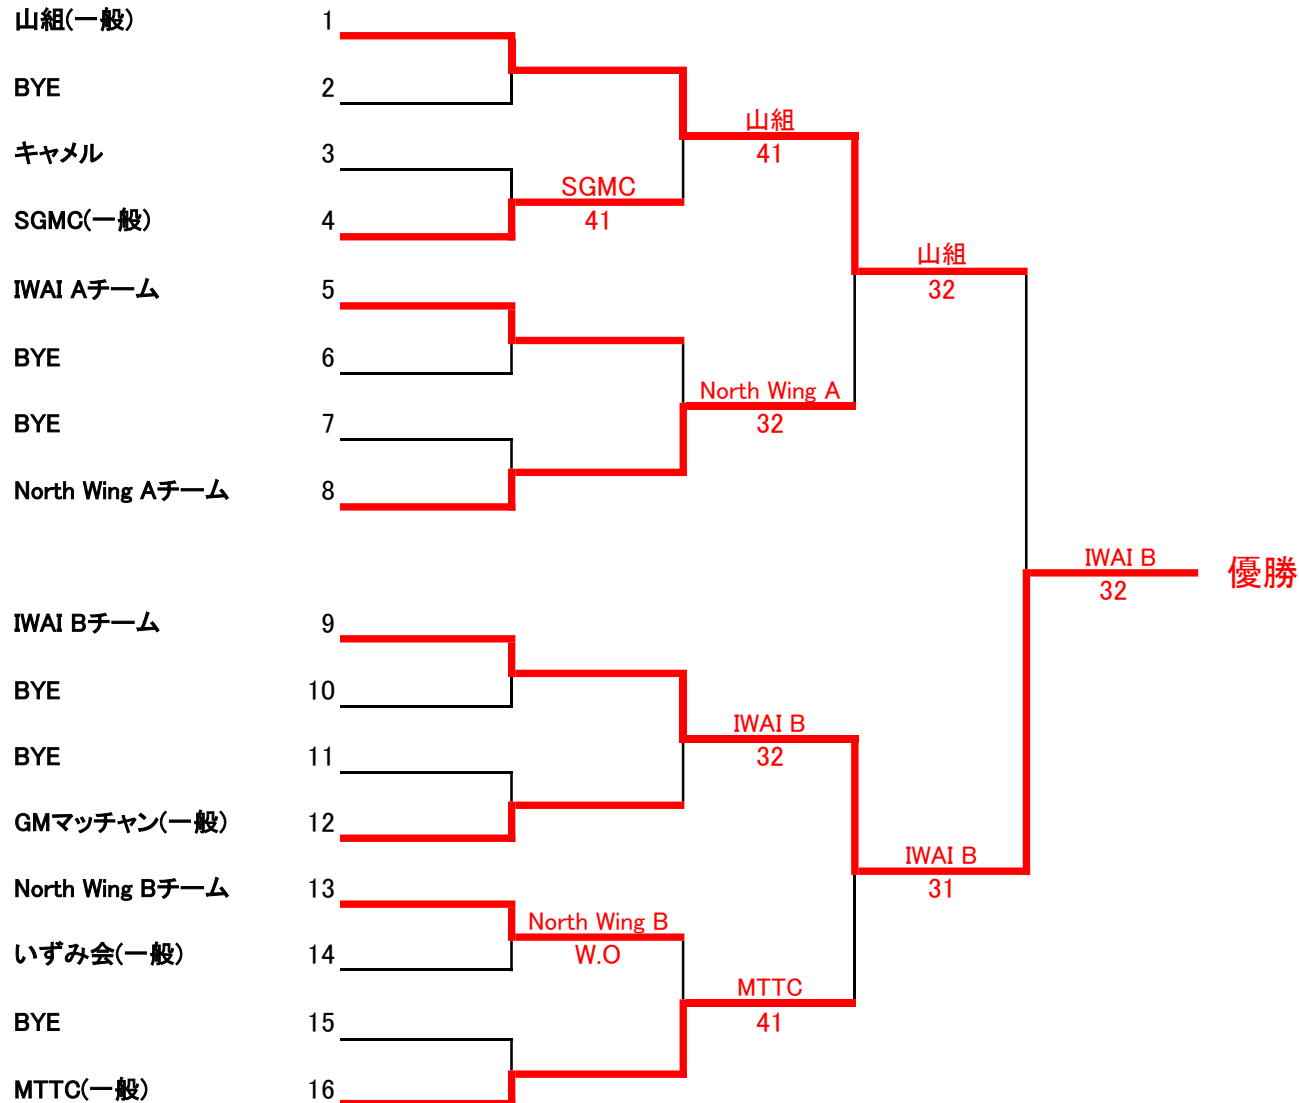 山組(一般) 1
BYE 2
山組
キャメル 3
41
SGMC
SGMC(一般) 4
41
山組
IWAI Aチーム 5
32
BYE 6
North Wing A
BYE 7
32
North Wing Aチーム 8
IWAI B
優勝
32
IWAI Bチーム 9
BYE 10
IWAI B
BYE 11
32
GMマッチャン(一般) 12
IWAI B
North Wing Bチーム 13
31
North Wing B
いずみ会(一般) 14
W.O
MTTC
BYE 15
41
MTTC(一般) 16